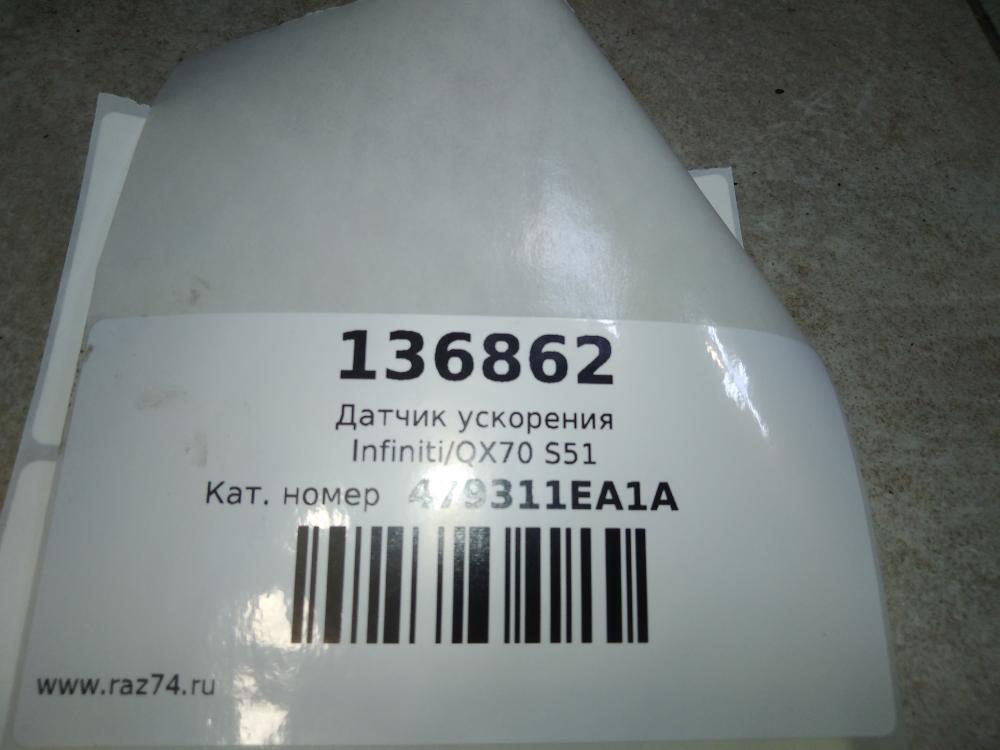 136862
Датчик ускорения
Infiniti/QX70 S51
Кат. номер 479311EA1A
www.raz74.ru